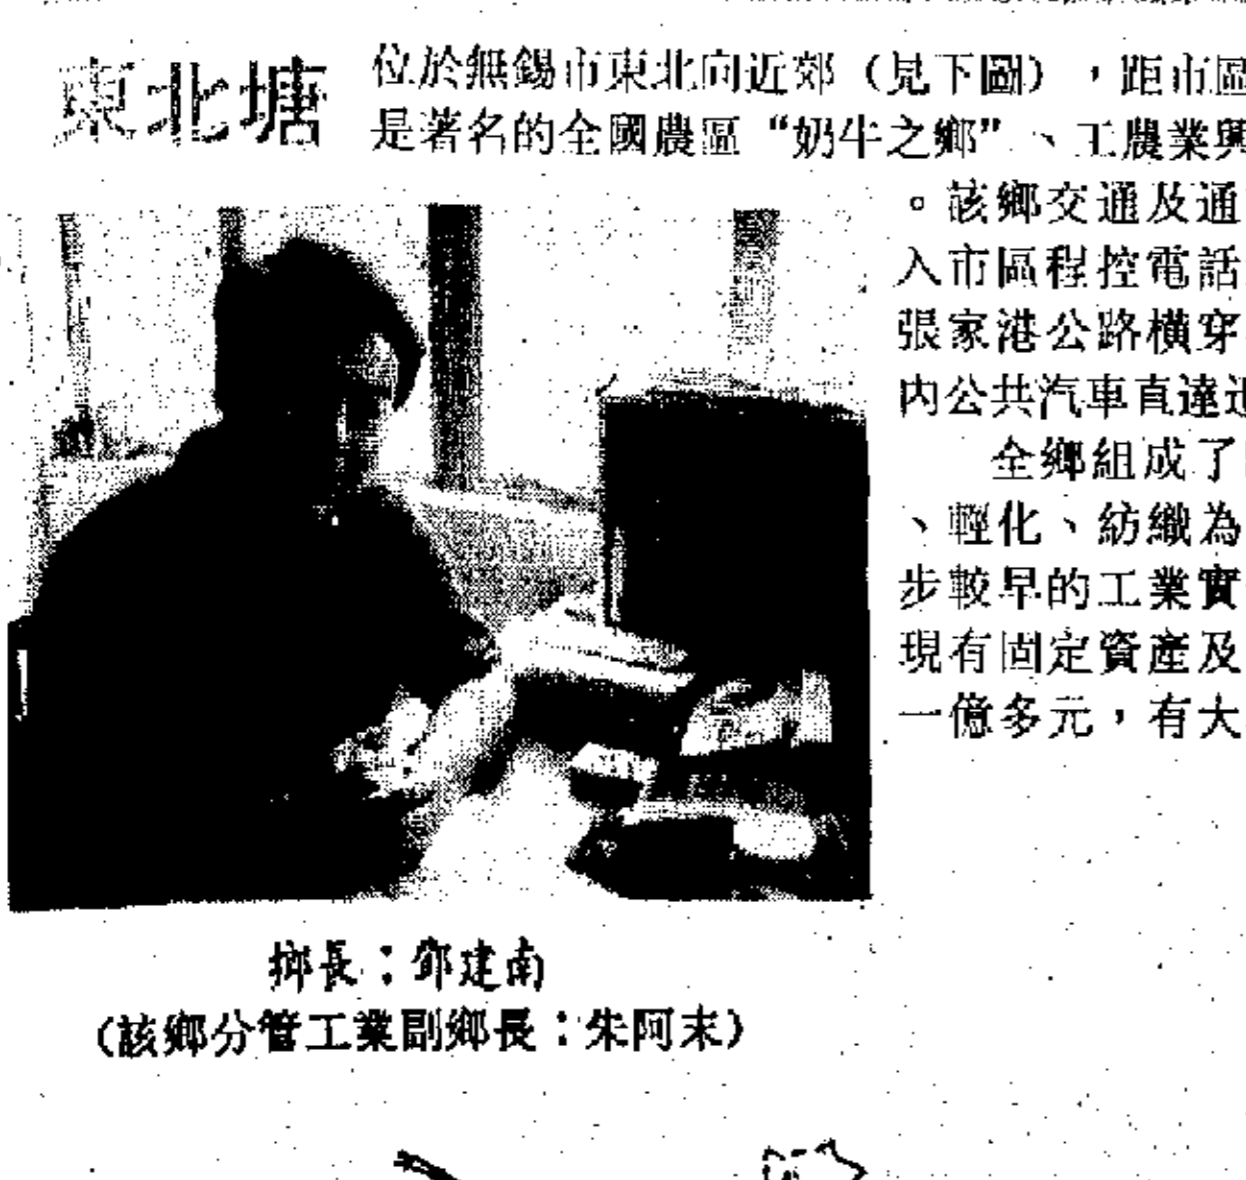 東北塘
位於無錫市東北向近郊（見下圖），距市區
是著名的全國農區“奶牛之鄉”、工農業興
。該鄉交通及通
入市區程控電話
張家港公路橫穿
內公共汽車直達
全鄉組成了
、輕化、紡織為
步較早的工業實
現有固定資產及
一億多元，有大
鄉長：鄧建南
(該鄉分管工業副鄉長：朱阿末)